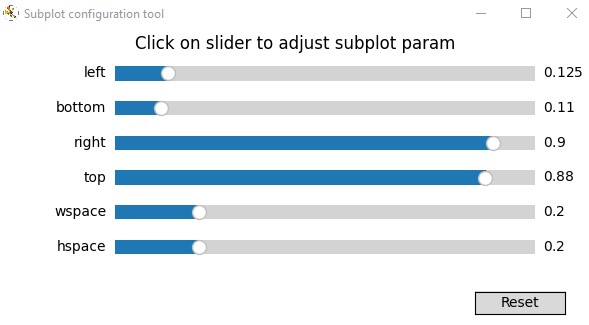 Subplot configuration tool
Click on slider to adjust subplot param
left 0.125
bottom 0.11
right 0.9
top 0.88
wspace 0.2
hspace 0.2
Reset